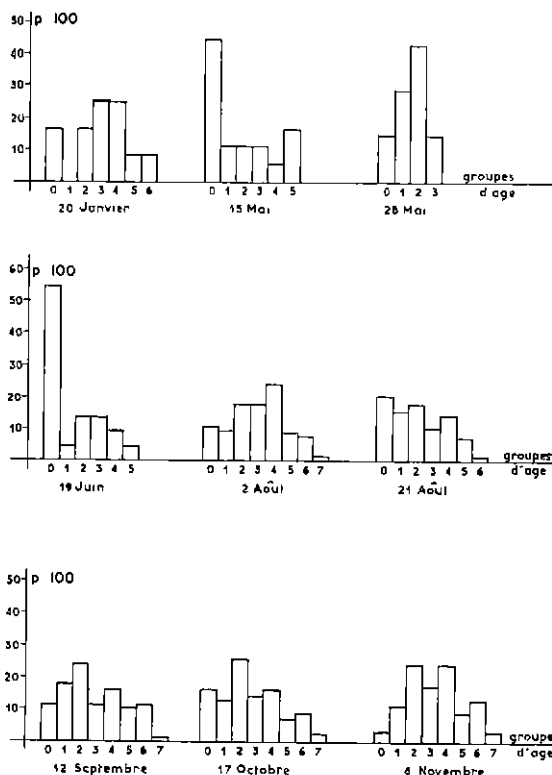 p 100
50
40
30
20
10
0 1 2 3 4 5 6
0 1 2 3 4 5
0 1 2 3
groupes
d'age
20 Janvier
15 Mai
28 Mai
p 100
60
50
40
30
20
10
0 1 2 3 4 5
0 1 2 3 4 5 6 7
0 1 2 3 4 5 6
groupes
d'age
19 Juin
2 Août
21 Août
p 100
50
40
30
20
10
0 1 2 3 4 5 6 7
0 1 2 3 4 5 6 7
0 1 2 3 4 5 6 7
groupe
d'age
12 Septembre
17 Octobre
6 Novembre